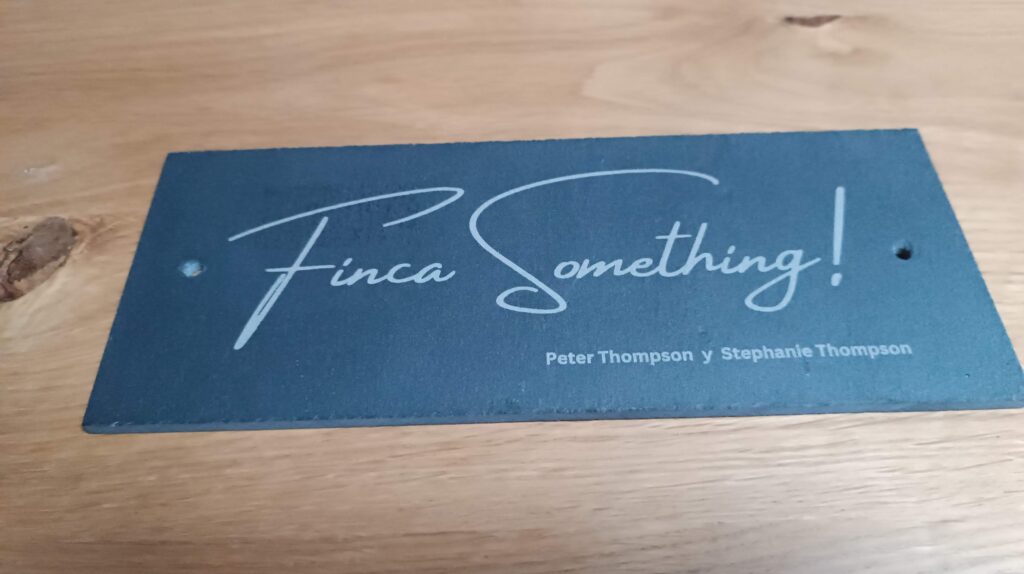 Finca Something!
Peter Thompson y Stephanie Thompson